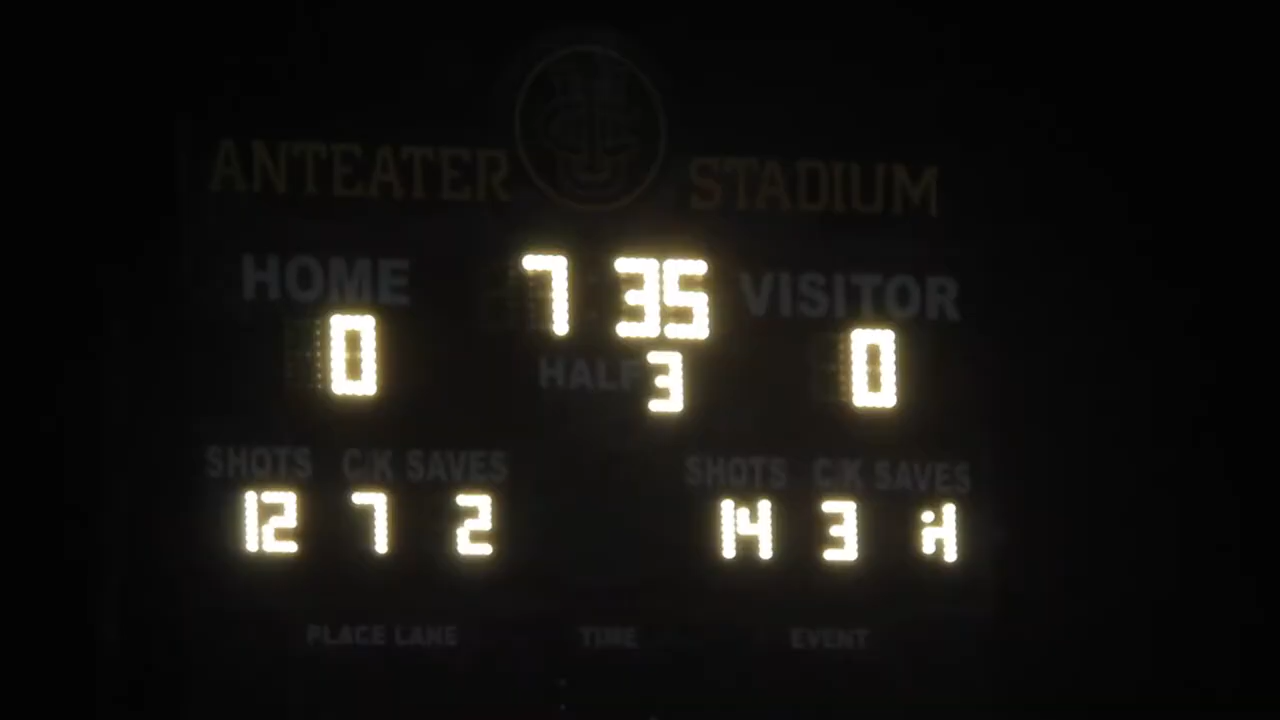 ANTEATER STADIUM
HOME 7 35 VISITOR
0 HALF 3 0
SHOTS C K SAVES SHOTS C K SAVES
12 7 2 14 3
PLACE LANE TIME EVENT